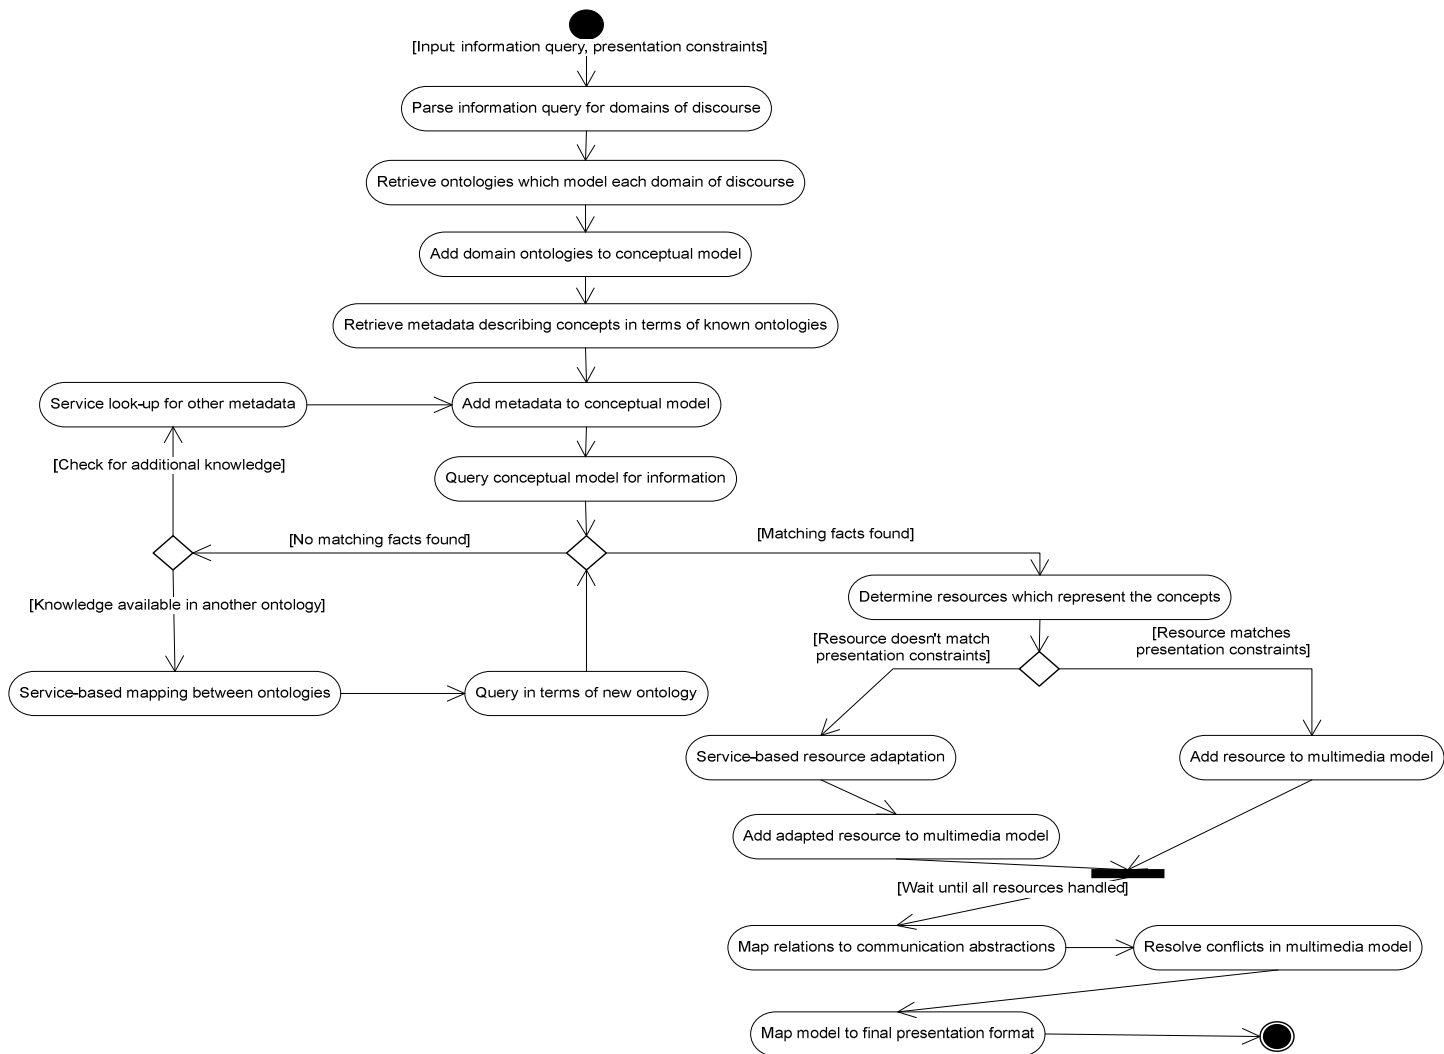 [Input: information query, presentation constraints]
Parse information query for domains of discourse
Retrieve ontologies which model each domain of discourse
Add domain ontologies to conceptual model
Retrieve metadata describing concepts in terms of known ontologies
Service look-up for other metadata
Add metadata to conceptual model
[Check for additional knowledge]
Query conceptual model for information
[No matching facts found]
[Matching facts found]
[Knowledge available in another ontology]
Determine resources which represent the concepts
[Resource doesn't match
presentation constraints]
[Resource matches
presentation constraints]
Service-based mapping between ontologies
Query in terms of new ontology
Service-based resource adaptation
Add resource to multimedia model
Add adapted resource to multimedia model
[Wait until all resources handled]
Map relations to communication abstractions
Resolve conflicts in multimedia model
Map model to final presentation format